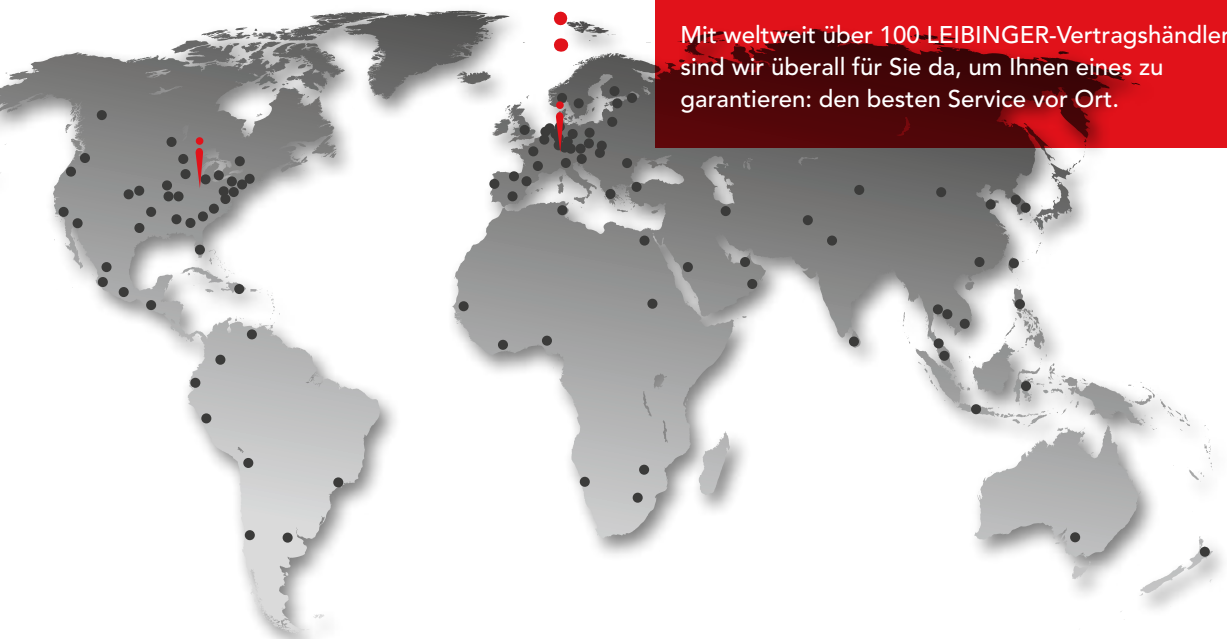 Mit weltweit über 100 LEIBINGER-Vertragshändler
sind wir überall für Sie da, um Ihnen eines zu
garantieren: den besten Service vor Ort.